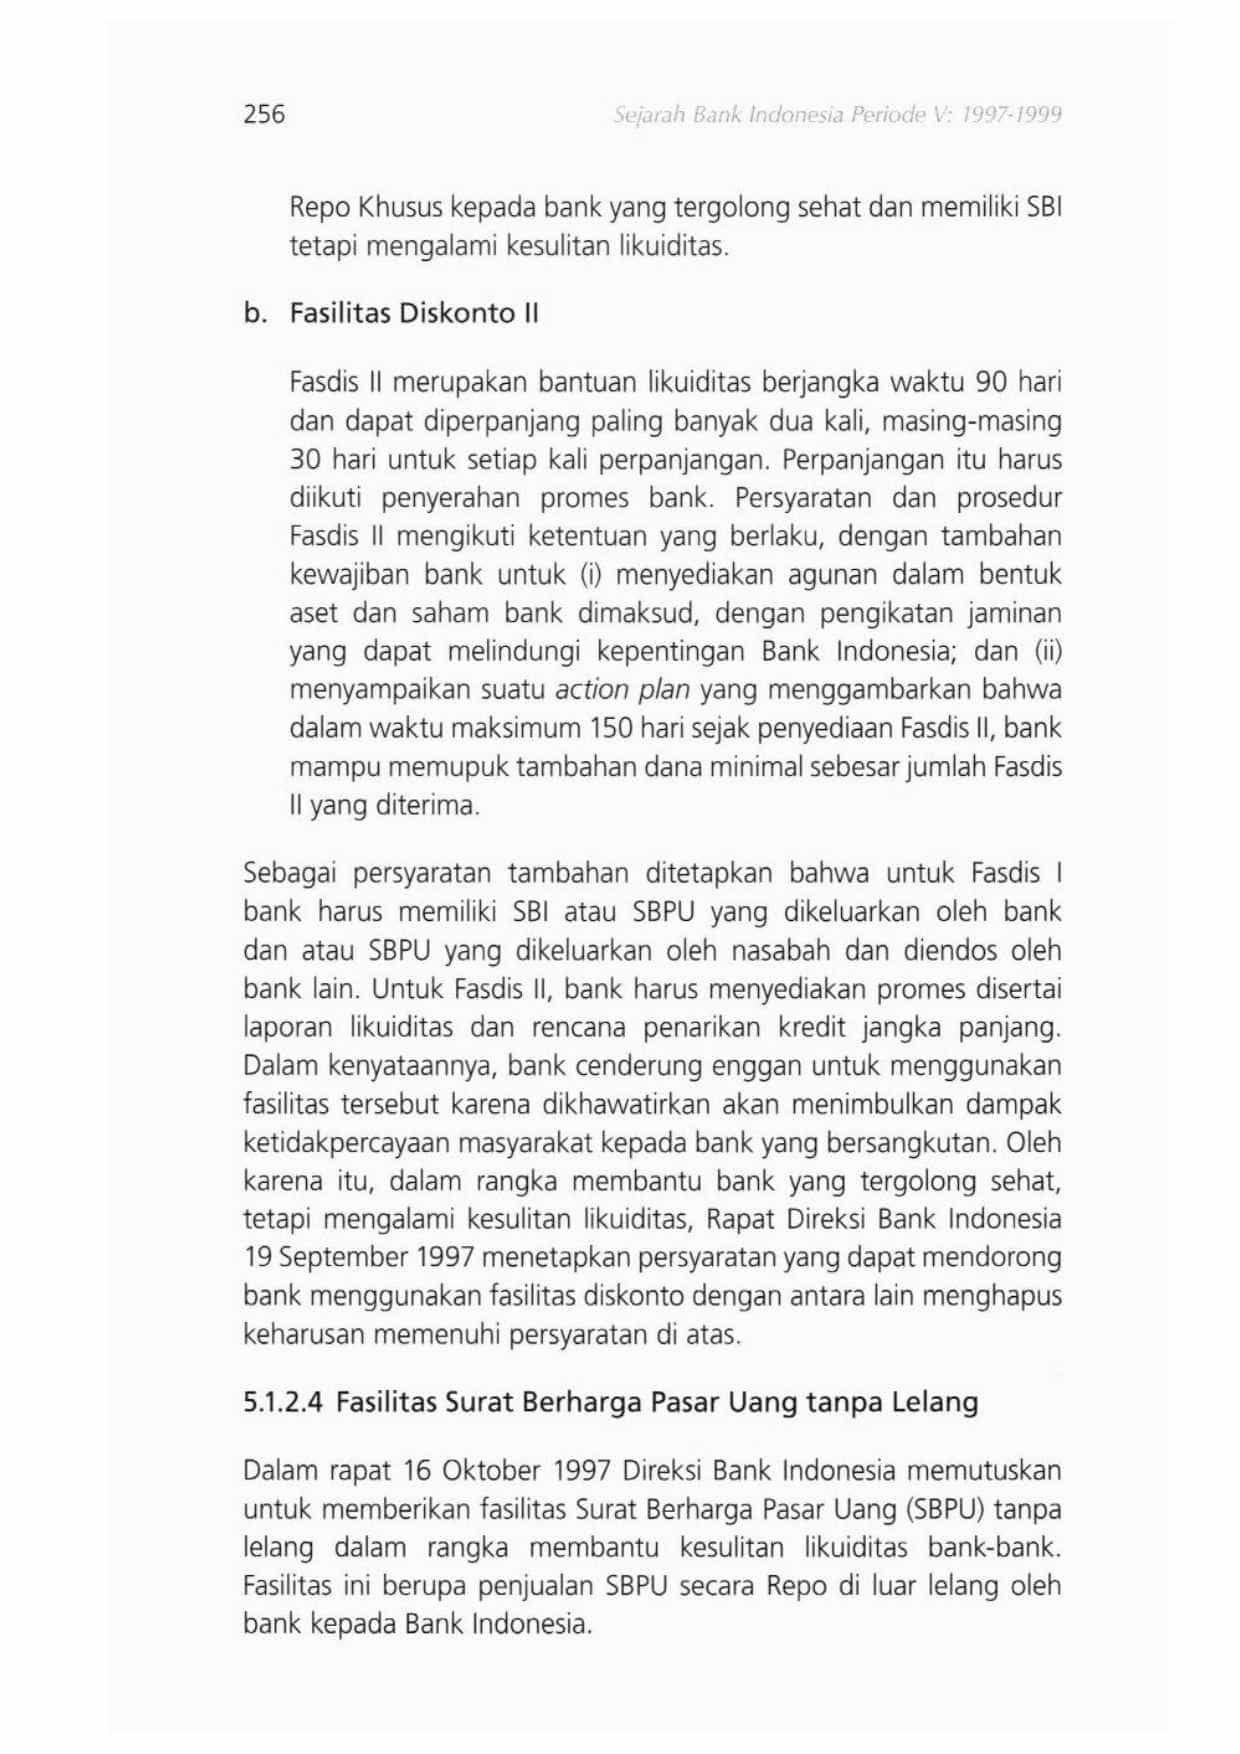 256
Sejarah Bank Indonesia Periode V: 1997-1999
Repo Khusus kepada bank yang tergolong sehat dan memiliki SBI
tetapi mengalami kesulitan likuiditas.
b. Fasilitas Diskonto II
Fasdis II merupakan bantuan likuiditas berjangka waktu 90 hari
dan dapat diperpanjang paling banyak dua kali, masing-masing
30 hari untuk setiap kali perpanjangan. Perpanjangan itu harus
diikuti penyerahan promes bank. Persyaratan dan prosedur
Fasdis II mengikuti ketentuan yang berlaku, dengan tambahan
kewajiban bank untuk (i) menyediakan agunan dalam bentuk
aset dan saham bank dimaksud, dengan pengikatan jaminan
yang dapat melindungi kepentingan Bank Indonesia; dan (ii)
menyampaikan suatu action plan yang menggambarkan bahwa
dalam waktu maksimum 150 hari sejak penyediaan Fasdis II, bank
mampu memupuk tambahan dana minimal sebesar jumlah Fasdis
II yang diterima.
Sebagai persyaratan tambahan ditetapkan bahwa untuk Fasdis I
bank harus memiliki SBI atau SBPU yang dikeluarkan oleh bank
dan atau SBPU yang dikeluarkan oleh nasabah dan diendos oleh
bank lain. Untuk Fasdis II, bank harus menyediakan promes disertai
laporan likuiditas dan rencana penarikan kredit jangka panjang.
Dalam kenyataannya, bank cenderung enggan untuk menggunakan
fasilitas tersebut karena dikhawatirkan akan menimbulkan dampak
ketidakpercayaan masyarakat kepada bank yang bersangkutan. Oleh
karena itu, dalam rangka membantu bank yang tergolong sehat,
tetapi mengalami kesulitan likuiditas, Rapat Direksi Bank Indonesia
19 September 1997 menetapkan persyaratan yang dapat mendorong
bank menggunakan fasilitas diskonto dengan antara lain menghapus
keharusan memenuhi persyaratan di atas.
5.1.2.4 Fasilitas Surat Berharga Pasar Uang tanpa Lelang
Dalam rapat 16 Oktober 1997 Direksi Bank Indonesia memutuskan
untuk memberikan fasilitas Surat Berharga Pasar Uang (SBPU) tanpa
lelang dalam rangka membantu kesulitan likuiditas bank-bank.
Fasilitas ini berupa penjualan SBPU secara Repo di luar lelang oleh
bank kepada Bank Indonesia.